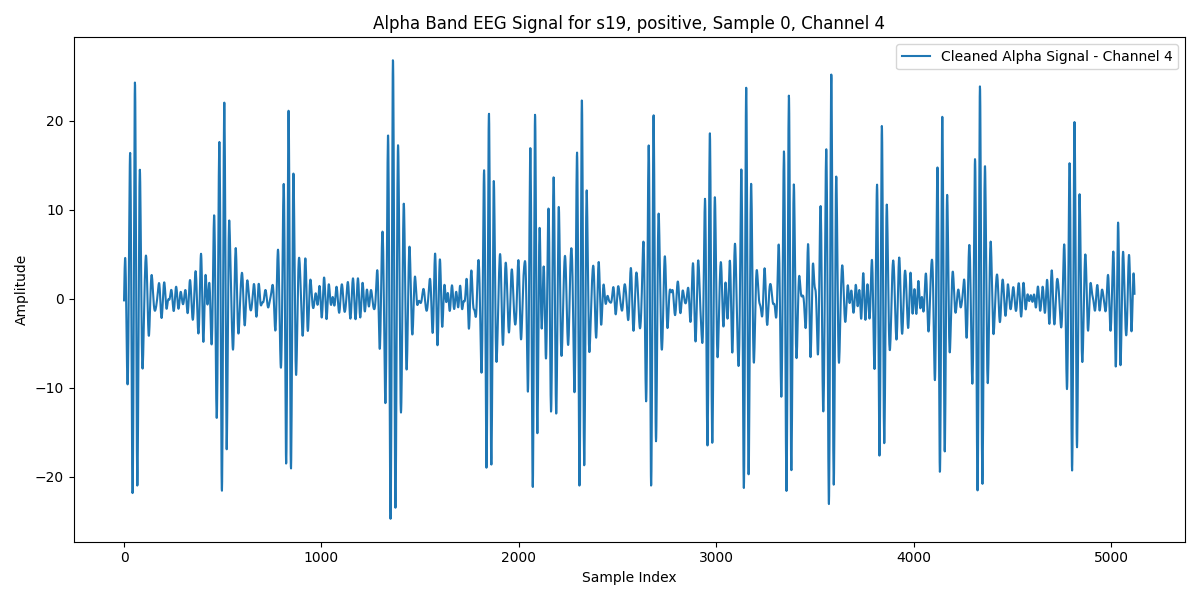 Alpha Band EEG Signal for s19, positive, Sample 0, Channel 4
Cleaned Alpha Signal - Channel 4
Amplitude
20
10
0
−10
−20
0 1000 2000 3000 4000 5000
Sample Index